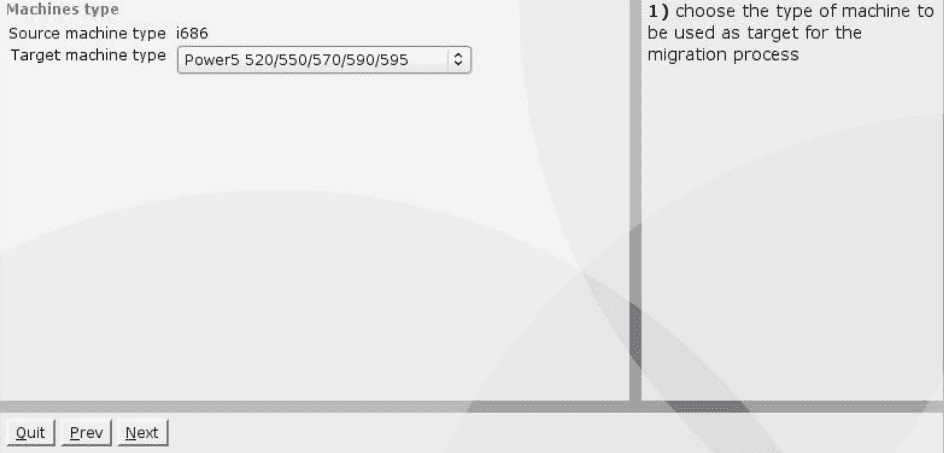 Machines type
Source machine type i686
Target machine type Power5 520/550/570/590/595
1) choose the type of machine to
be used as target for the
migration process
Quit Prev Next